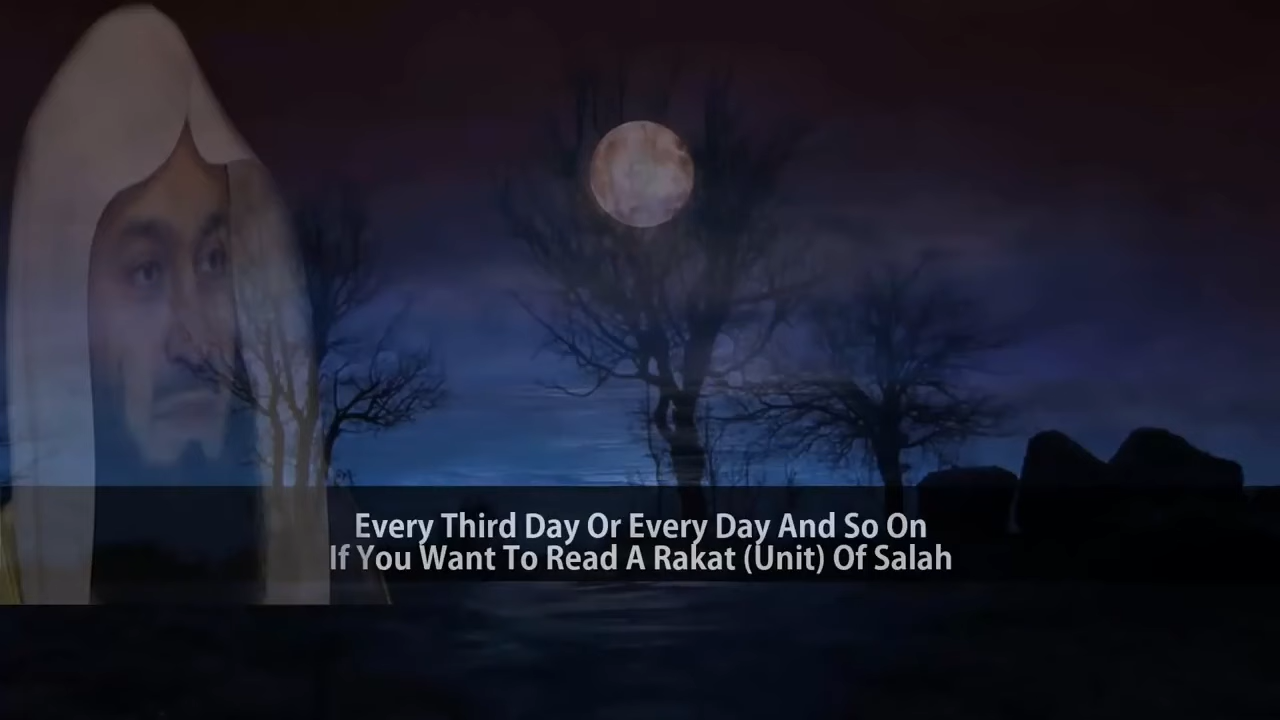 Every Third Day Or Every Day And So On
If You Want To Read A Rakat (Unit) Of Salah